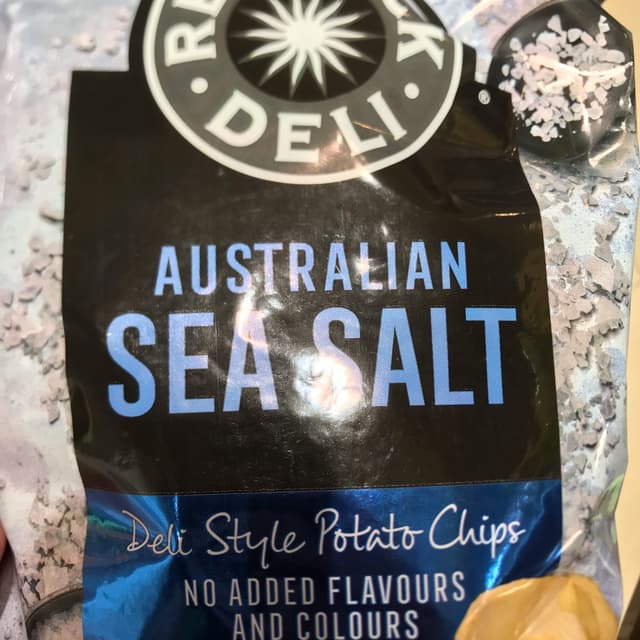 DELI
AUSTRALIAN
SEA SALT
Deli Style Potato Chips
NO ADDED FLAVOURS
AND COLOURS